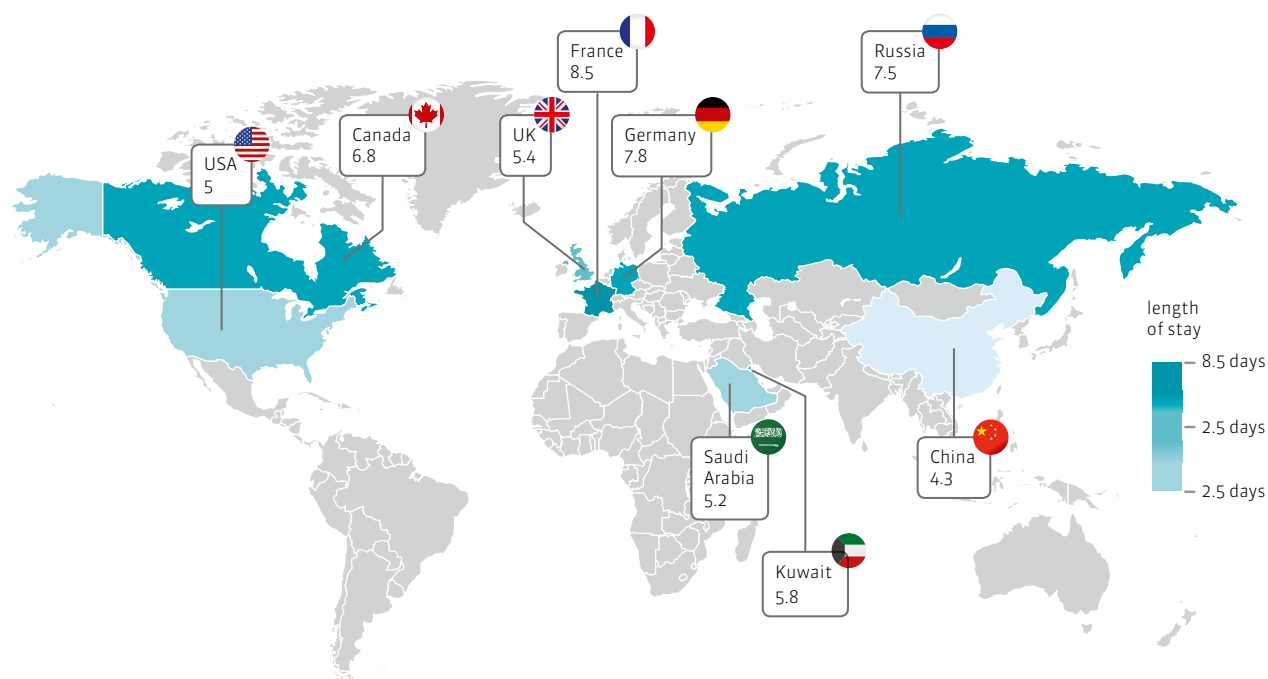 France
8.5
Russia
7.5
Canada
6.8
UK
5.4
Germany
7.8
USA
5
length
of stay
8.5 days
2.5 days
2.5 days
Saudi
Arabia
5.2
China
4.3
Kuwait
5.8